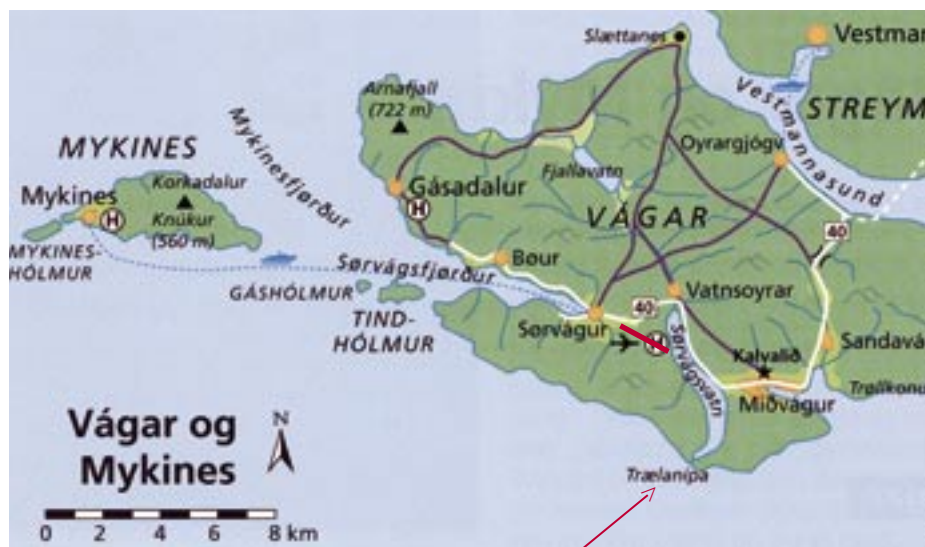 Slættanes
Vestmar
Arnafjall
(722 m)
Vestmannasund
STREYM
MYKINES
Mykinesfjørður
Oyrargjógv
Mykines
Korkadalur
Gásadalur
Fjallavatn
H
H
Knúkur
(560 m)
VÁGAR
MYKINES-
HÓLMUR
40
Bøur
Sørvágsfjørður
GÁSHÓLMUR
Vatnsoyrar
40
TIND-
HÓLMUR
Sørvágur
H
Sørvágsvatn
Sandavá
Kalvalið
Trøllkonu
Miðvágur
Vágar og
Mykines
N
Trælanípa
0 2 4 6 8 km